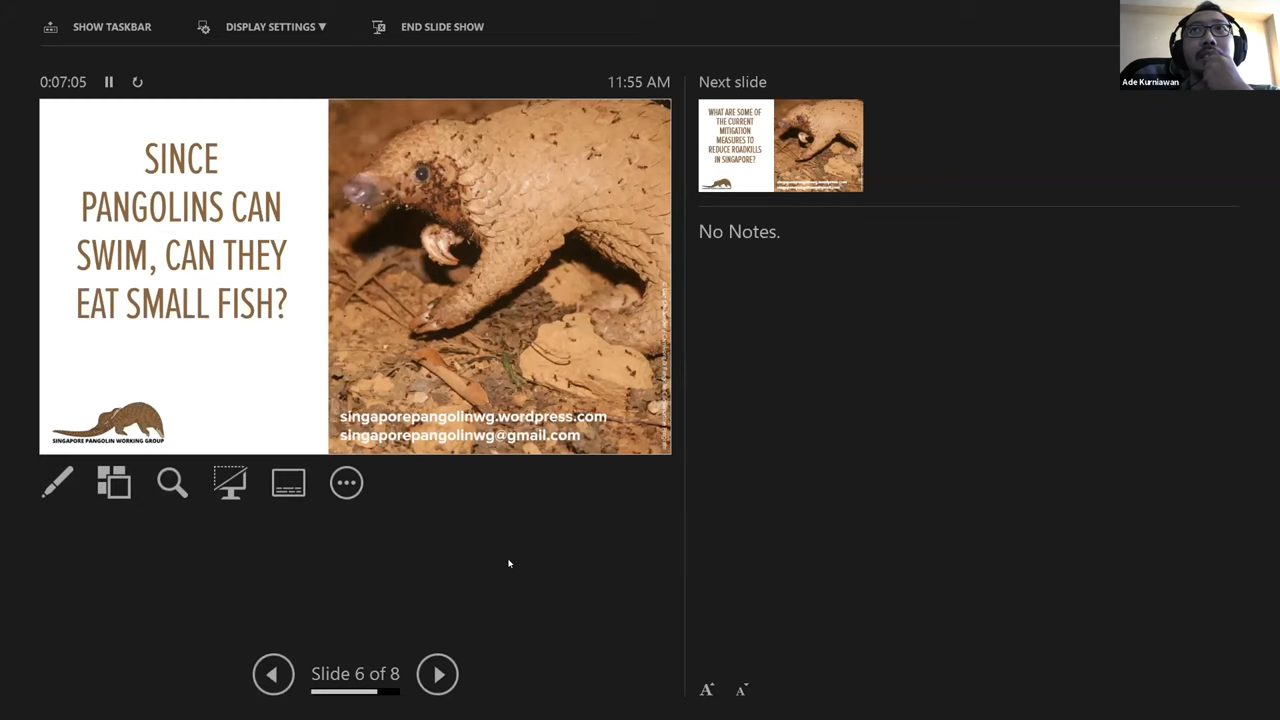 SHOW TASKBAR
DISPLAY SETTINGS ▼
END SLIDE SHOW
Ade Kurniawan
0:07:05
11:55 AM
Next slide
SINCE
PANGOLINS CAN
SWIM, CAN THEY
EAT SMALL FISH?
SINGAPORE PANGOLIN WORKING GROUP
singaporepangolinwg.wordpress.com
singaporepangolinwg@gmail.com
WHAT ARE SOME OF
THE CURRENT
MITIGATION
MEASURES TO
REDUCE ROADKILLS
IN SINGAPORE?
No Notes.
Slide 6 of 8
A
A